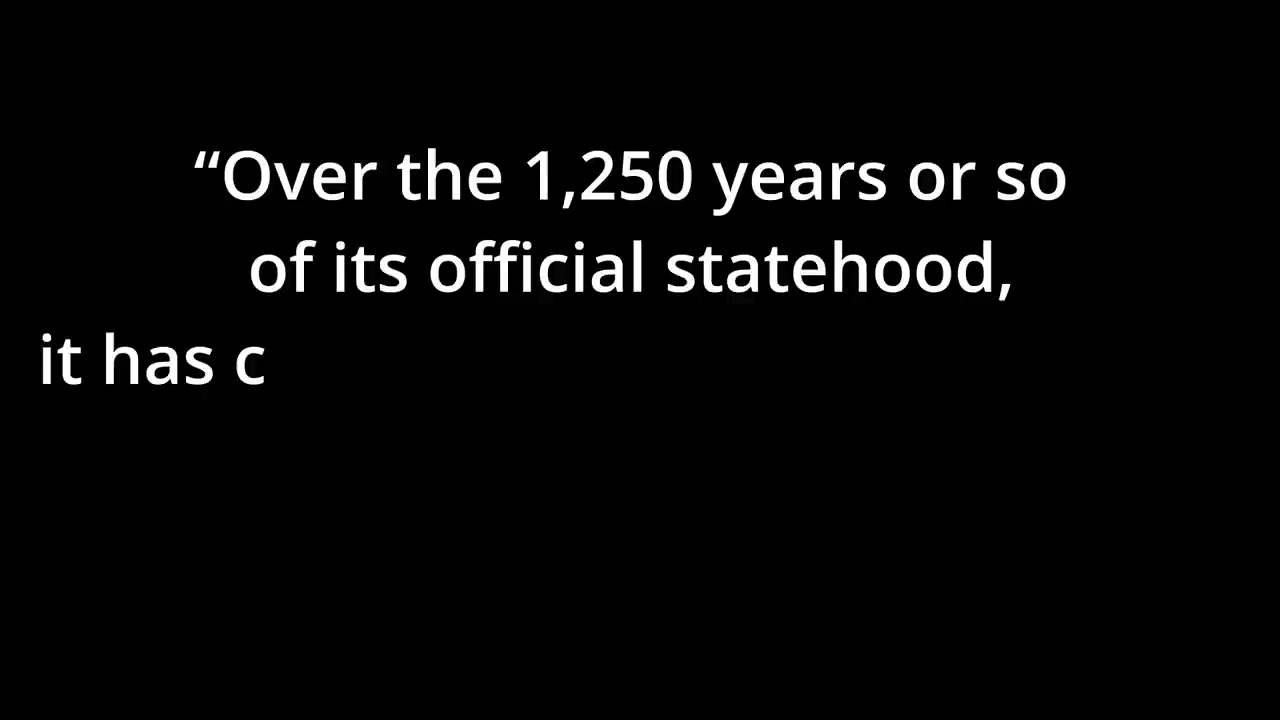 “Over the 1,250 years or so
of its official statehood,
it has c